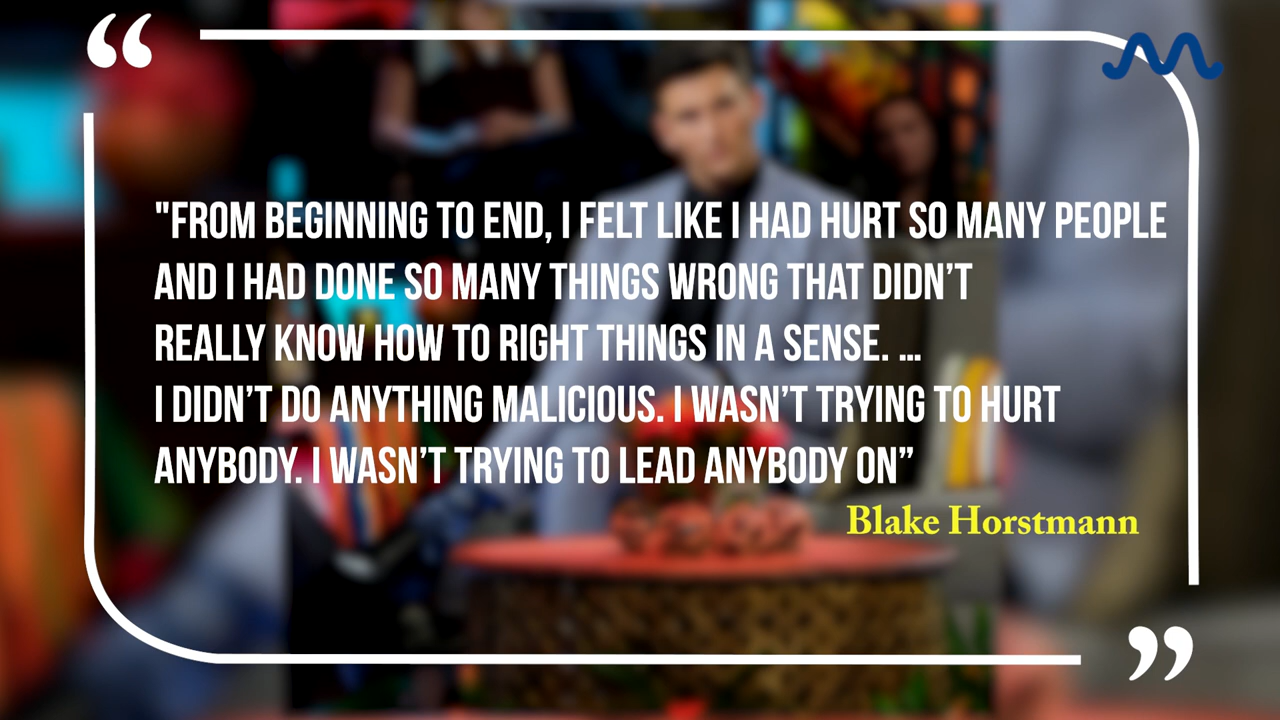 "FROM BEGINNING TO END, I FELT LIKE I HAD HURT SO MANY PEOPLE
AND I HAD DONE SO MANY THINGS WRONG THAT DIDN’T
REALLY KNOW HOW TO RIGHT THINGS IN A SENSE. ...
I DIDN’T DO ANYTHING MALICIOUS. I WASN’T TRYING TO HURT
ANYBODY. I WASN’T TRYING TO LEAD ANYBODY ON”
Blake Horstmann